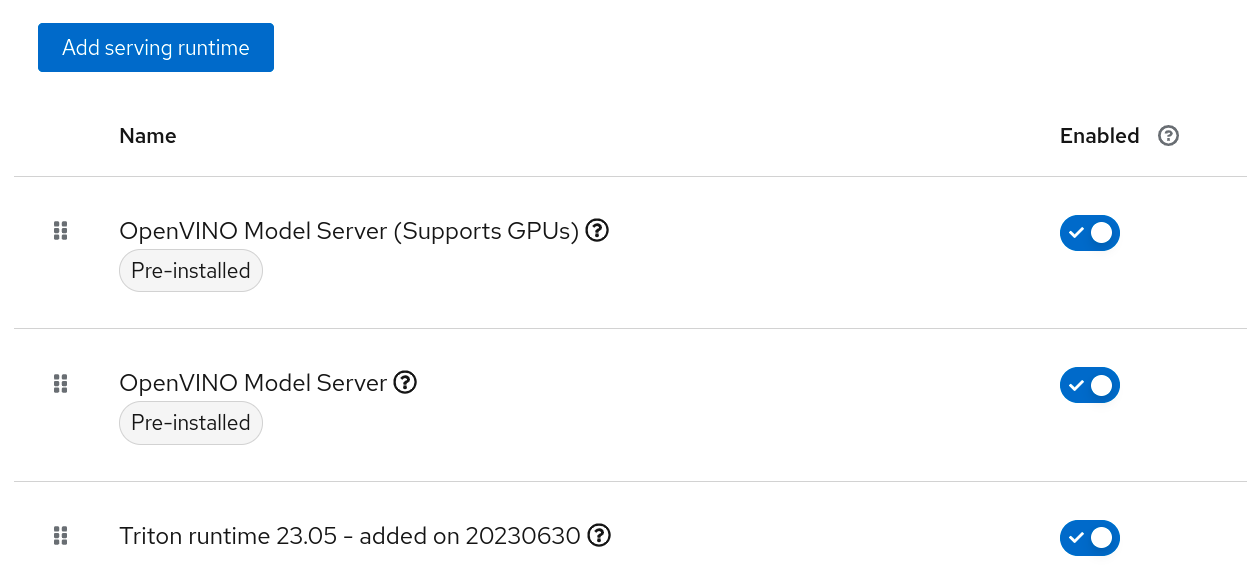 Add serving runtime
Name Enabled
OpenVINO Model Server (Supports GPUs)
Pre-installed
OpenVINO Model Server
Pre-installed
Triton runtime 23.05 - added on 20230630